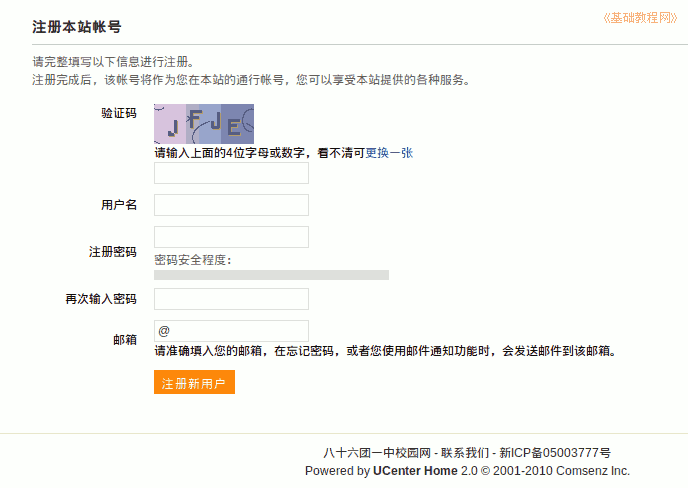 《基础教程网》
注册本站帐号
请完整填写以下信息进行注册。
注册完成后，该帐号将作为您在本站的通行帐号，您可以享受本站提供的各种服务。
验证码
JFJE
请输入上面的4位字母或数字，看不清可更换一张
用户名
注册密码
密码安全程度：
再次输入密码
邮箱
@
请准确填入您的邮箱，在忘记密码，或者您使用邮件通知功能时，会发送邮件到该邮箱。
注册新用户
八十六团一中校园网 - 联系我们 - 新ICP备05003777号
Powered by UCenter Home 2.0 © 2001-2010 Comsenz Inc.